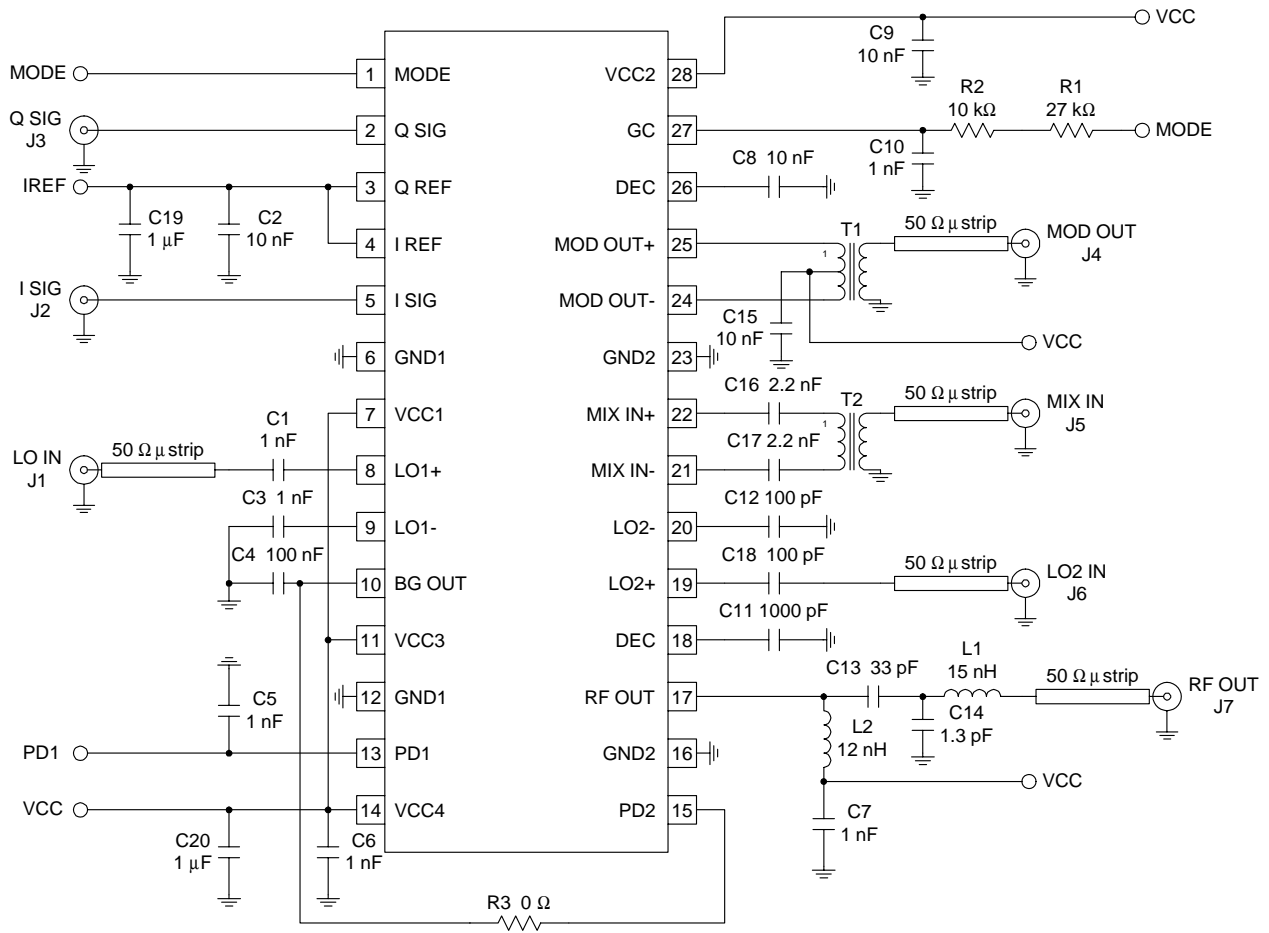 VCC
C9
10 nF
MODE
1
MODE
VCC2
28
R2
10 kΩ
R1
27 kΩ
Q SIG
J3
2
Q SIG
GC
27
MODE
C10
1 nF
C8 10 nF
IREF
3
Q REF
DEC
26
C19
1 μF
C2
10 nF
4
I REF
MOD OUT+
25
T1
1
50 Ω μ strip
MOD OUT
J4
I SIG
J2
5
I SIG
MOD OUT-
24
C15
10 nF
VCC
6
GND1
GND2
23
C16 2.2 nF
7
VCC1
MIX IN+
22
T2
1
50 Ω μ strip
MIX IN
J5
C1
1 nF
C17 2.2 nF
LO IN
J1
50 Ω μ strip
8
LO1+
MIX IN-
21
C3 1 nF
C12 100 pF
9
LO1-
LO2-
20
C4 100 nF
C18 100 pF
10
BG OUT
LO2+
19
50 Ω μ strip
LO2 IN
J6
C11 1000 pF
11
VCC3
DEC
18
C13 33 pF
L1
15 nH
C5
1 nF
12
GND1
RF OUT
17
50 Ω μ strip
RF OUT
J7
L2
12 nH
C14
1.3 pF
PD1
13
PD1
GND2
16
VCC
VCC
14
VCC4
PD2
15
C7
1 nF
C20
1 μF
C6
1 nF
R3 0 Ω